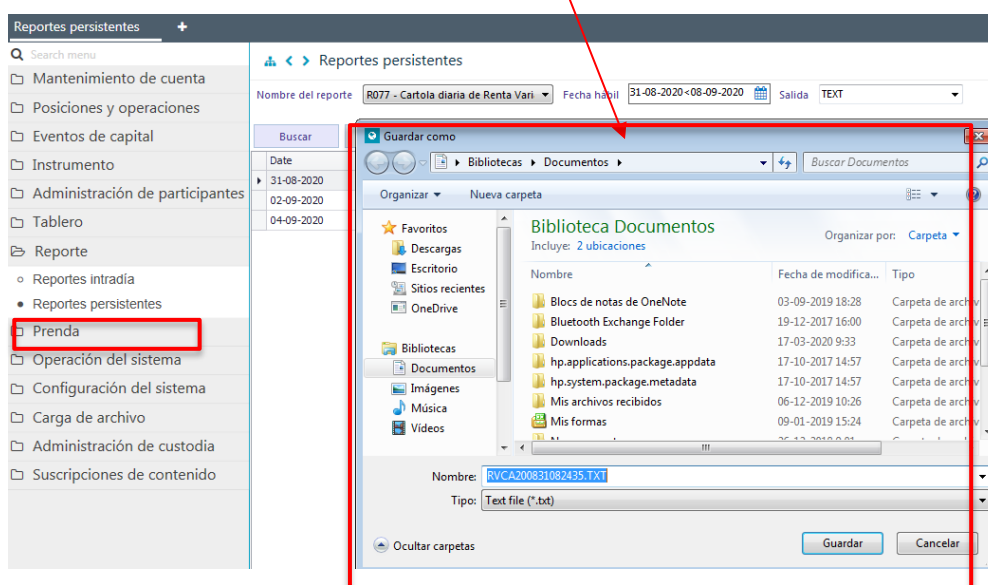 Reportes persistentes +
Search menu
Mantenimiento de cuenta
Posiciones y operaciones
Eventos de capital
Instrumento
Administración de participantes
Tablero
Reporte
Reportes intradía
Reportes persistentes
Prenda
Operación del sistema
Configuración del sistema
Carga de archivo
Administración de custodia
Suscripciones de contenido
Reportes persistentes
Nombre del reporte R077 - Cartola diaria de Renta Vari Fecha hábil 31-08-2020<08-09-2020 Salida TEXT
Buscar
Date
31-08-2020
02-09-2020
04-09-2020
Guardar como
Bibliotecas Documentos Buscar Documentos
Organizar Nueva carpeta
Favoritos
Descargas
Escritorio
Sitios recientes
OneDrive
Bibliotecas
Documentos
Imágenes
Música
Vídeos
Biblioteca Documentos
Incluye: 2 ubicaciones
Organizar por: Carpeta
Nombre Fecha de modifica... Tipo
Blocs de notas de OneNote 03-09-2019 18:28 Carpeta de archiv
Bluetooth Exchange Folder 19-12-2017 16:00 Carpeta de archiv
Downloads 17-03-2020 9:33 Carpeta de archiv
hp.applications.package.appdata 17-10-2017 14:57 Carpeta de archiv
hp.system.package.metadata 17-10-2017 14:57 Carpeta de archiv
Mis archivos recibidos 06-12-2019 10:26 Carpeta de archiv
Mis formas 09-01-2019 15:24 Carpeta de archiv
Nombre: RVCA200831082435.TXT
Tipo: Text file (*.txt)
Ocultar carpetas Guardar Cancelar